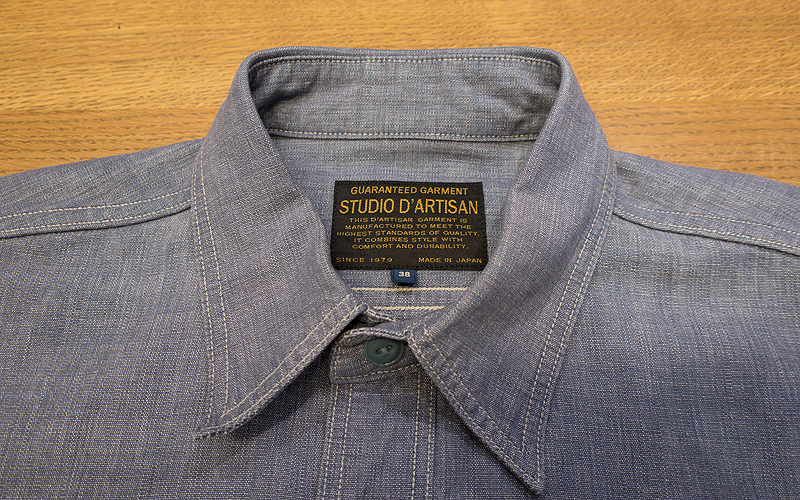 GUARANTEED GARMENT
STUDIO D'ARTISAN
THIS D'ARTISAN GARMENT IS
MANUFACTURED TO MEET THE
HIGHEST STANDARDS OF QUALITY.
IT COMBINES STYLE WITH
COMFORT AND DURABILITY.
SINCE 1979 MADE IN JAPAN
38